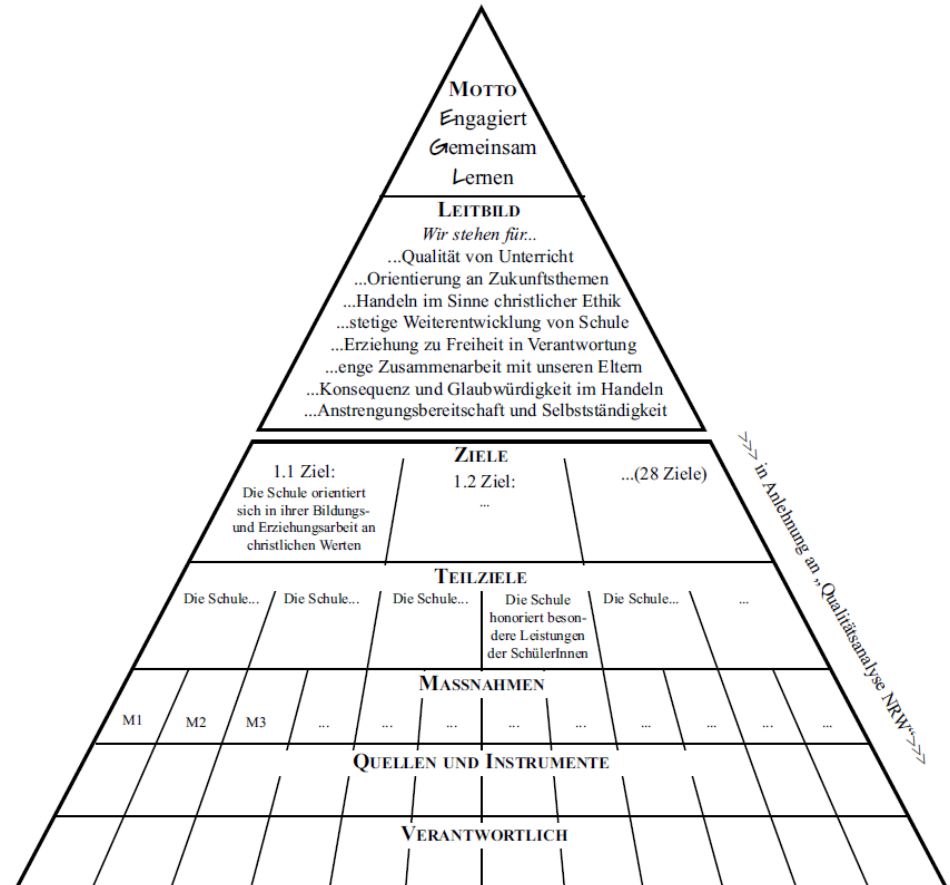 MOTTO
Engagiert
Gemeinsam
Lernen
LEITBILD
Wir stehen für...
...Qualität von Unterricht
...Orientierung an Zukunftsthemen
...Handeln im Sinne christlicher Ethik
...stetige Weiterentwicklung von Schule
...Erziehung zu Freiheit in Verantwortung
...enge Zusammenarbeit mit unseren Eltern
...Konsequenz und Glaubwürdigkeit im Handeln
...Anstrengungsbereitschaft und Selbstständigkeit
ZIELE
1.1 Ziel:
Die Schule orientiert
sich in ihrer Bildungs-
und Erziehungsarbeit an
christlichen Werten
1.2 Ziel:
...
...(28 Ziele)
>>> in Anlehnung an „Qualitätsanalyse NRW“>>>
TEILZIELE
Die Schule...
Die Schule...
Die Schule...
Die Schule
honoriert beson-
dere Leistungen
der SchülerInnen
Die Schule...
...
MASSNAHMEN
M1 M2 M3 ... ... ... ... ... ... ... ... ...
QUELLEN UND INSTRUMENTE
VERANTWORTLICH